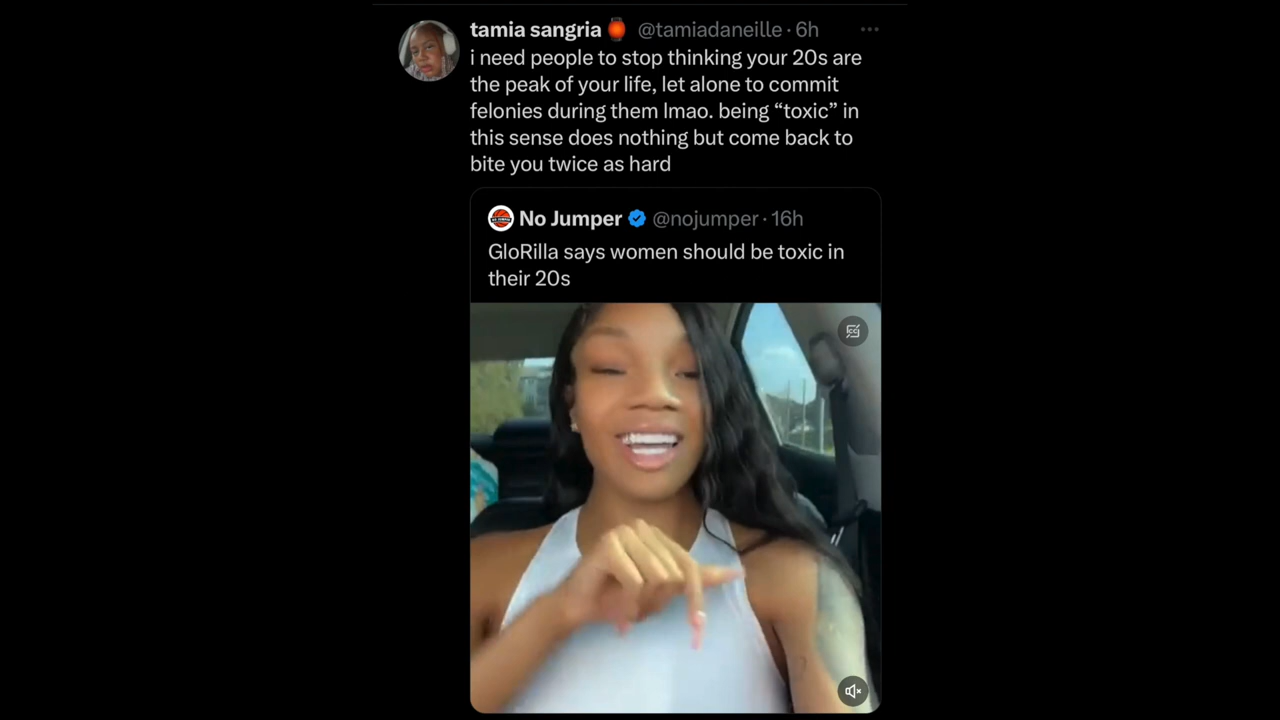 tamia sangria @tamiadaneille · 6h
i need people to stop thinking your 20s are
the peak of your life, let alone to commit
felonies during them lmao. being “toxic” in
this sense does nothing but come back to
bite you twice as hard
No Jumper @nojumper · 16h
GloRilla says women should be toxic in
their 20s